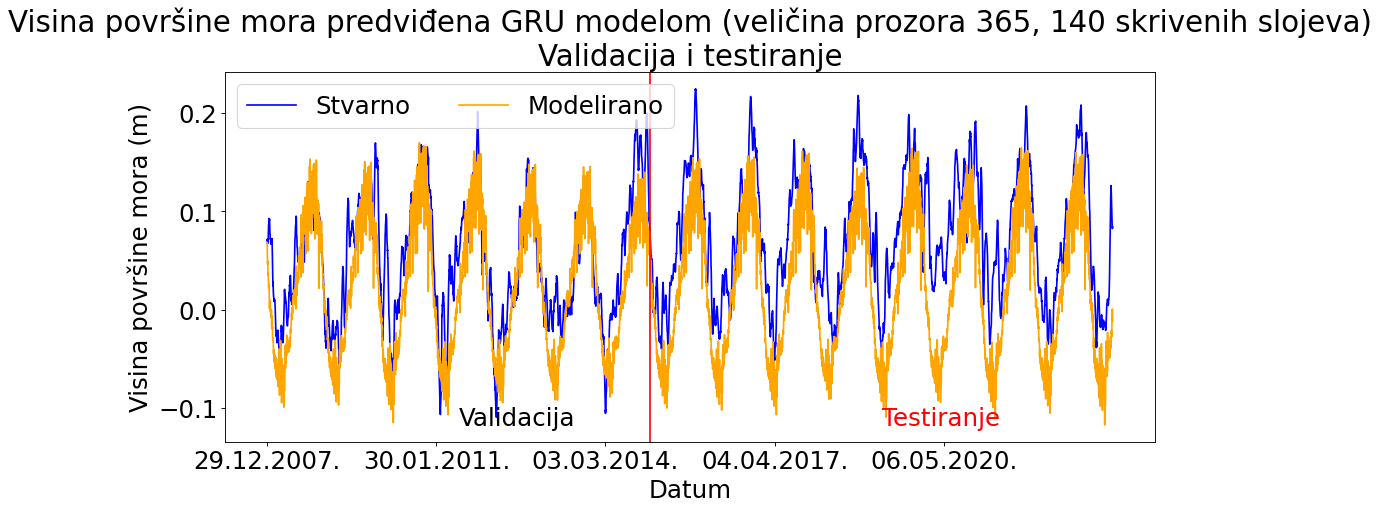 Visina površine mora predviđena GRU modelom (veličina prozora 365, 140 skrivenih slojeva)
Validacija i testiranje
Stvarno
Modelirano
Visina površine mora (m)
0.2
0.1
0.0
−0.1
Validacija
Testiranje
29.12.2007.
30.01.2011.
03.03.2014.
04.04.2017.
06.05.2020.
Datum